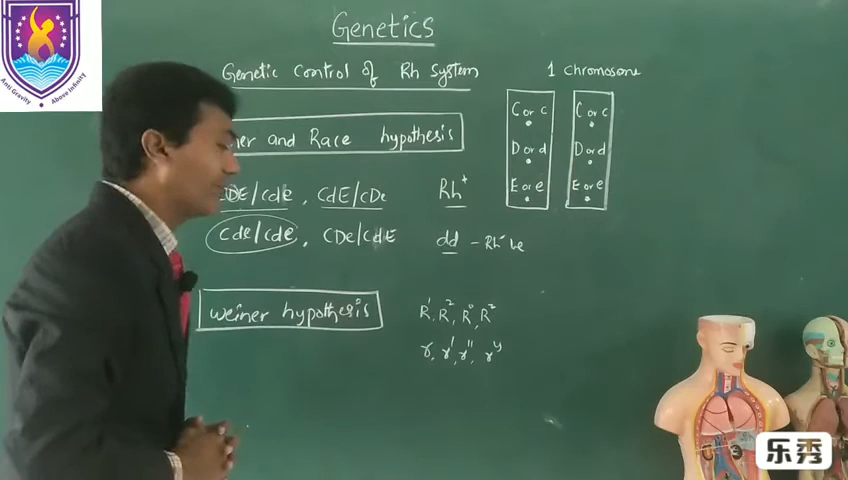 Genetics
Genetic Control of Rh System
1 Chromosome
C or c C or c
D or d D or d
E or e E or e
ner and Race hypothesis
CDE/cde, CdE/cDe Rh+
Cde/cde, CDe/cdE dd - Rh-ve
Weiner hypothesis
R', R², R⁰, Rᶻ
r, r', r'', rʸ
Anti Gravity Above Infinity
乐秀